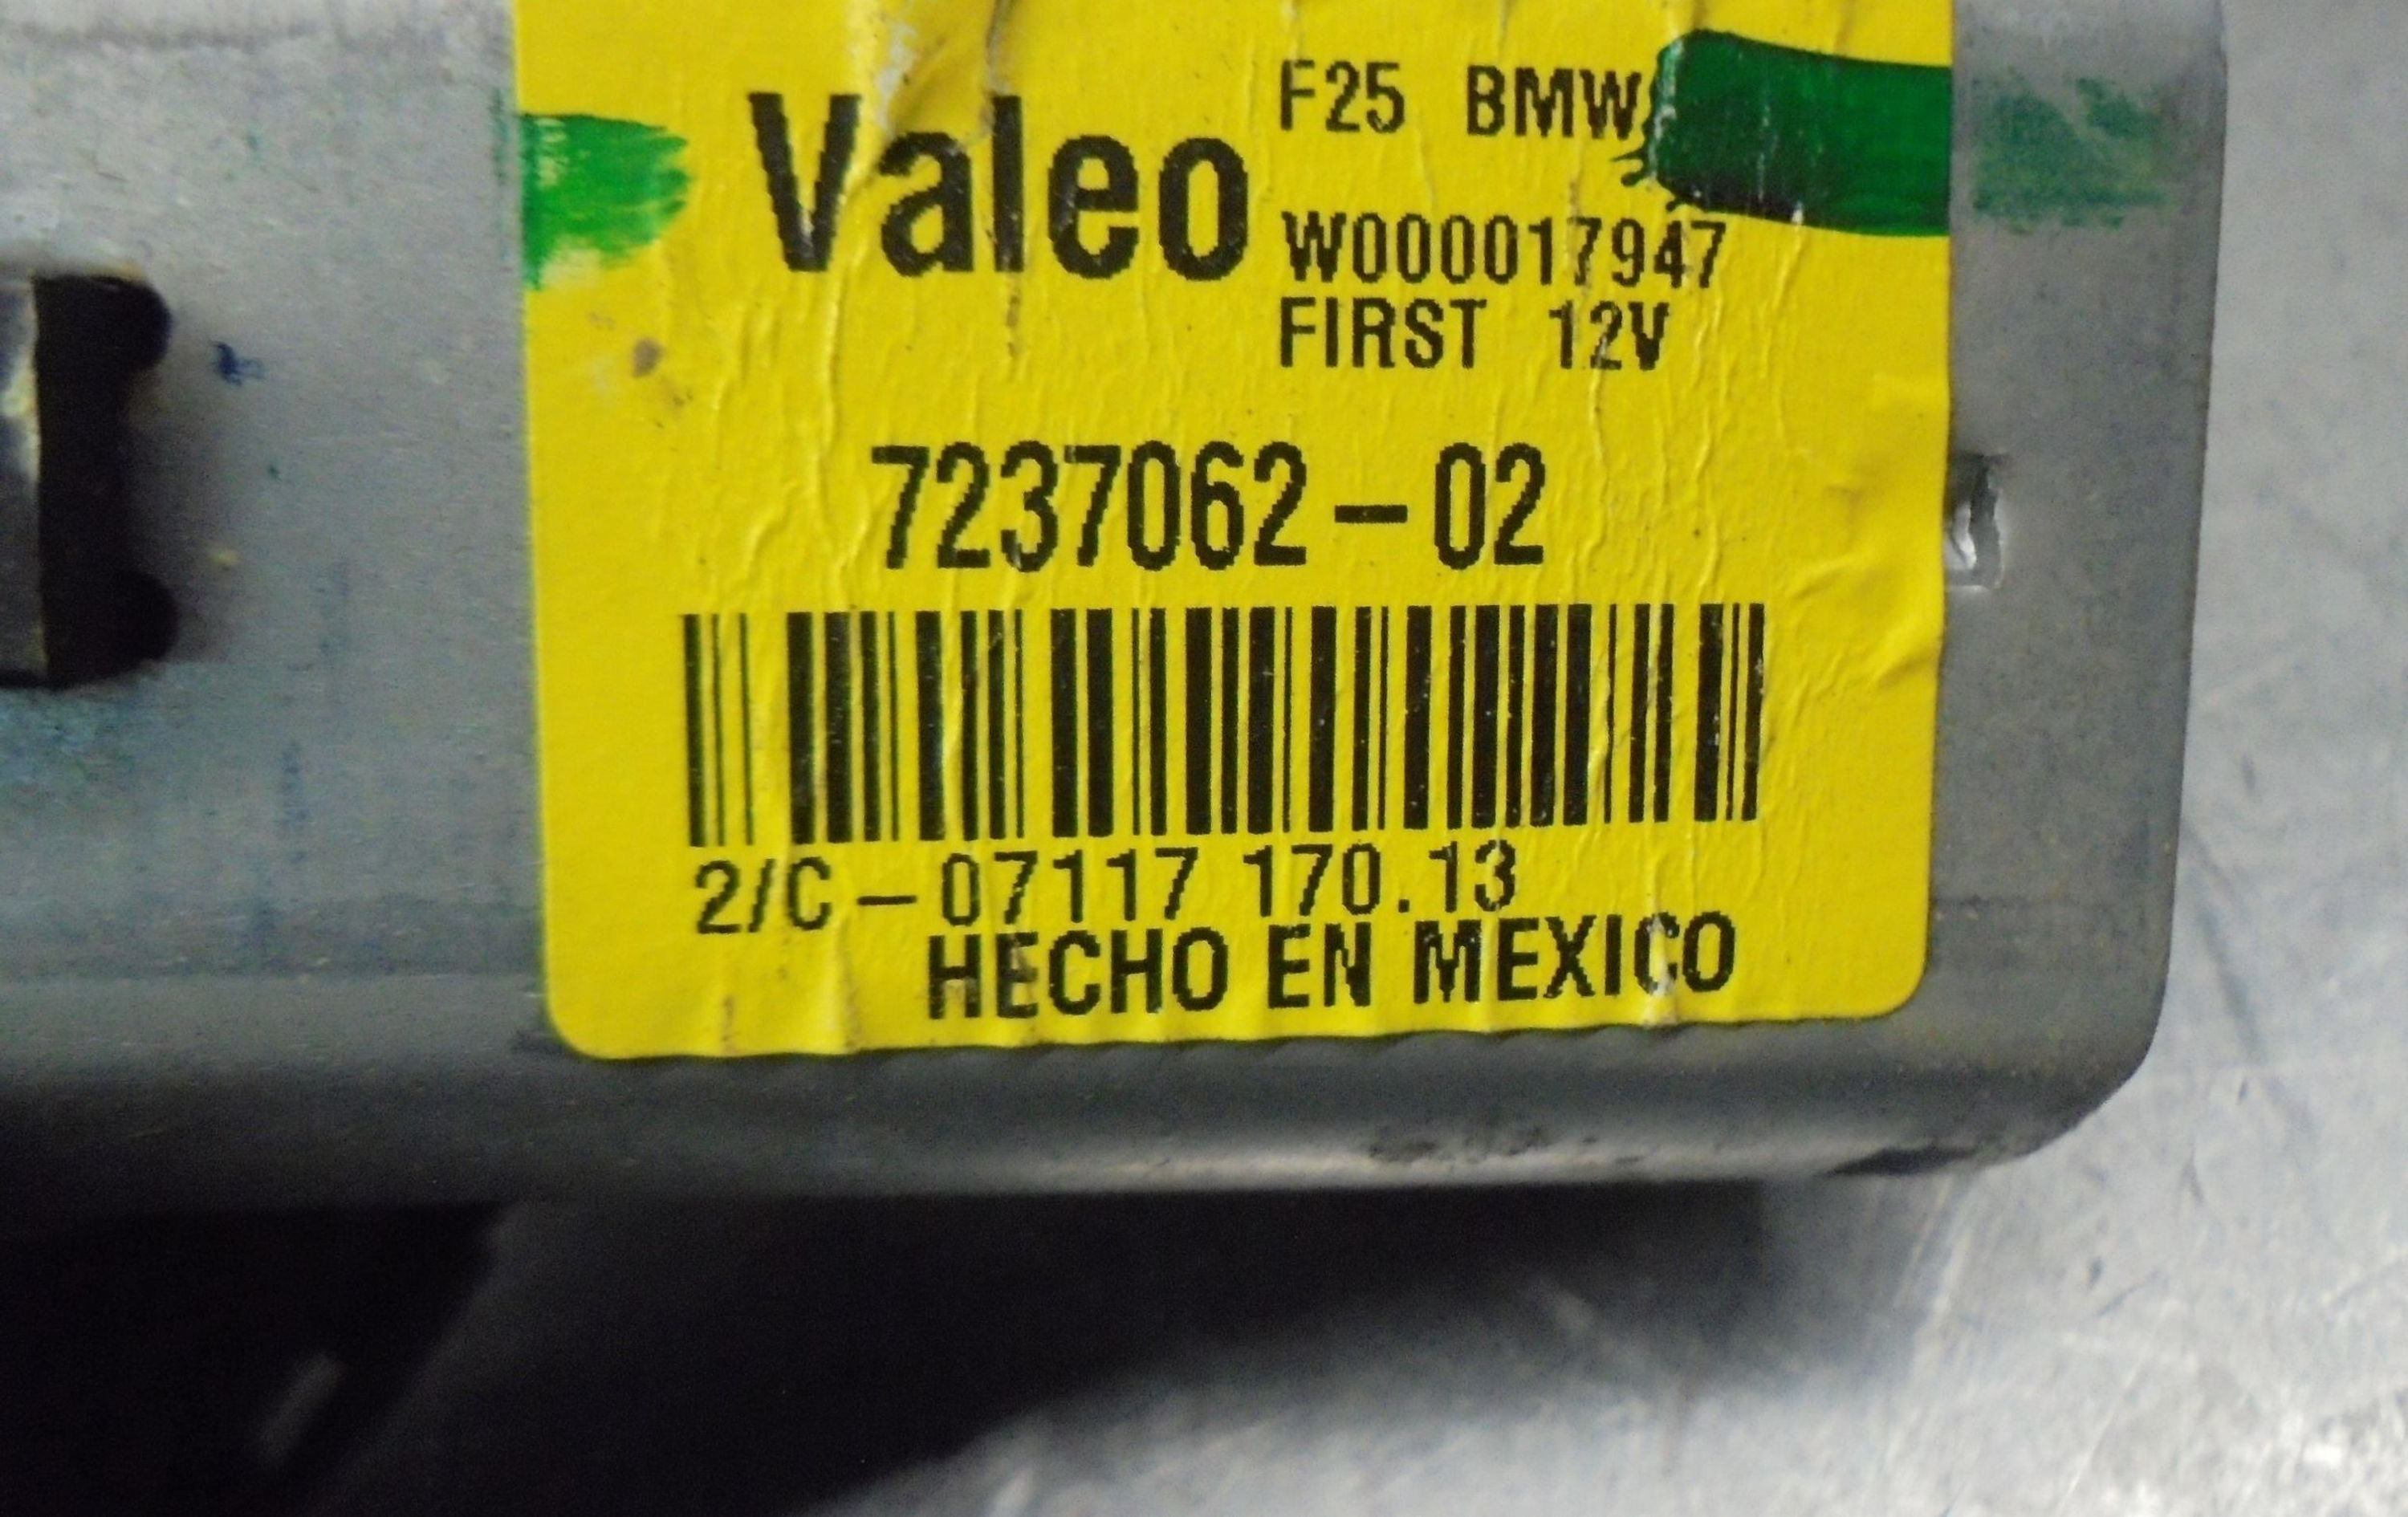 Valeo
F25 BMW
W000017947
FIRST 12V
7237062-02
2/C-07117 170.13
HECHO EN MEXICO